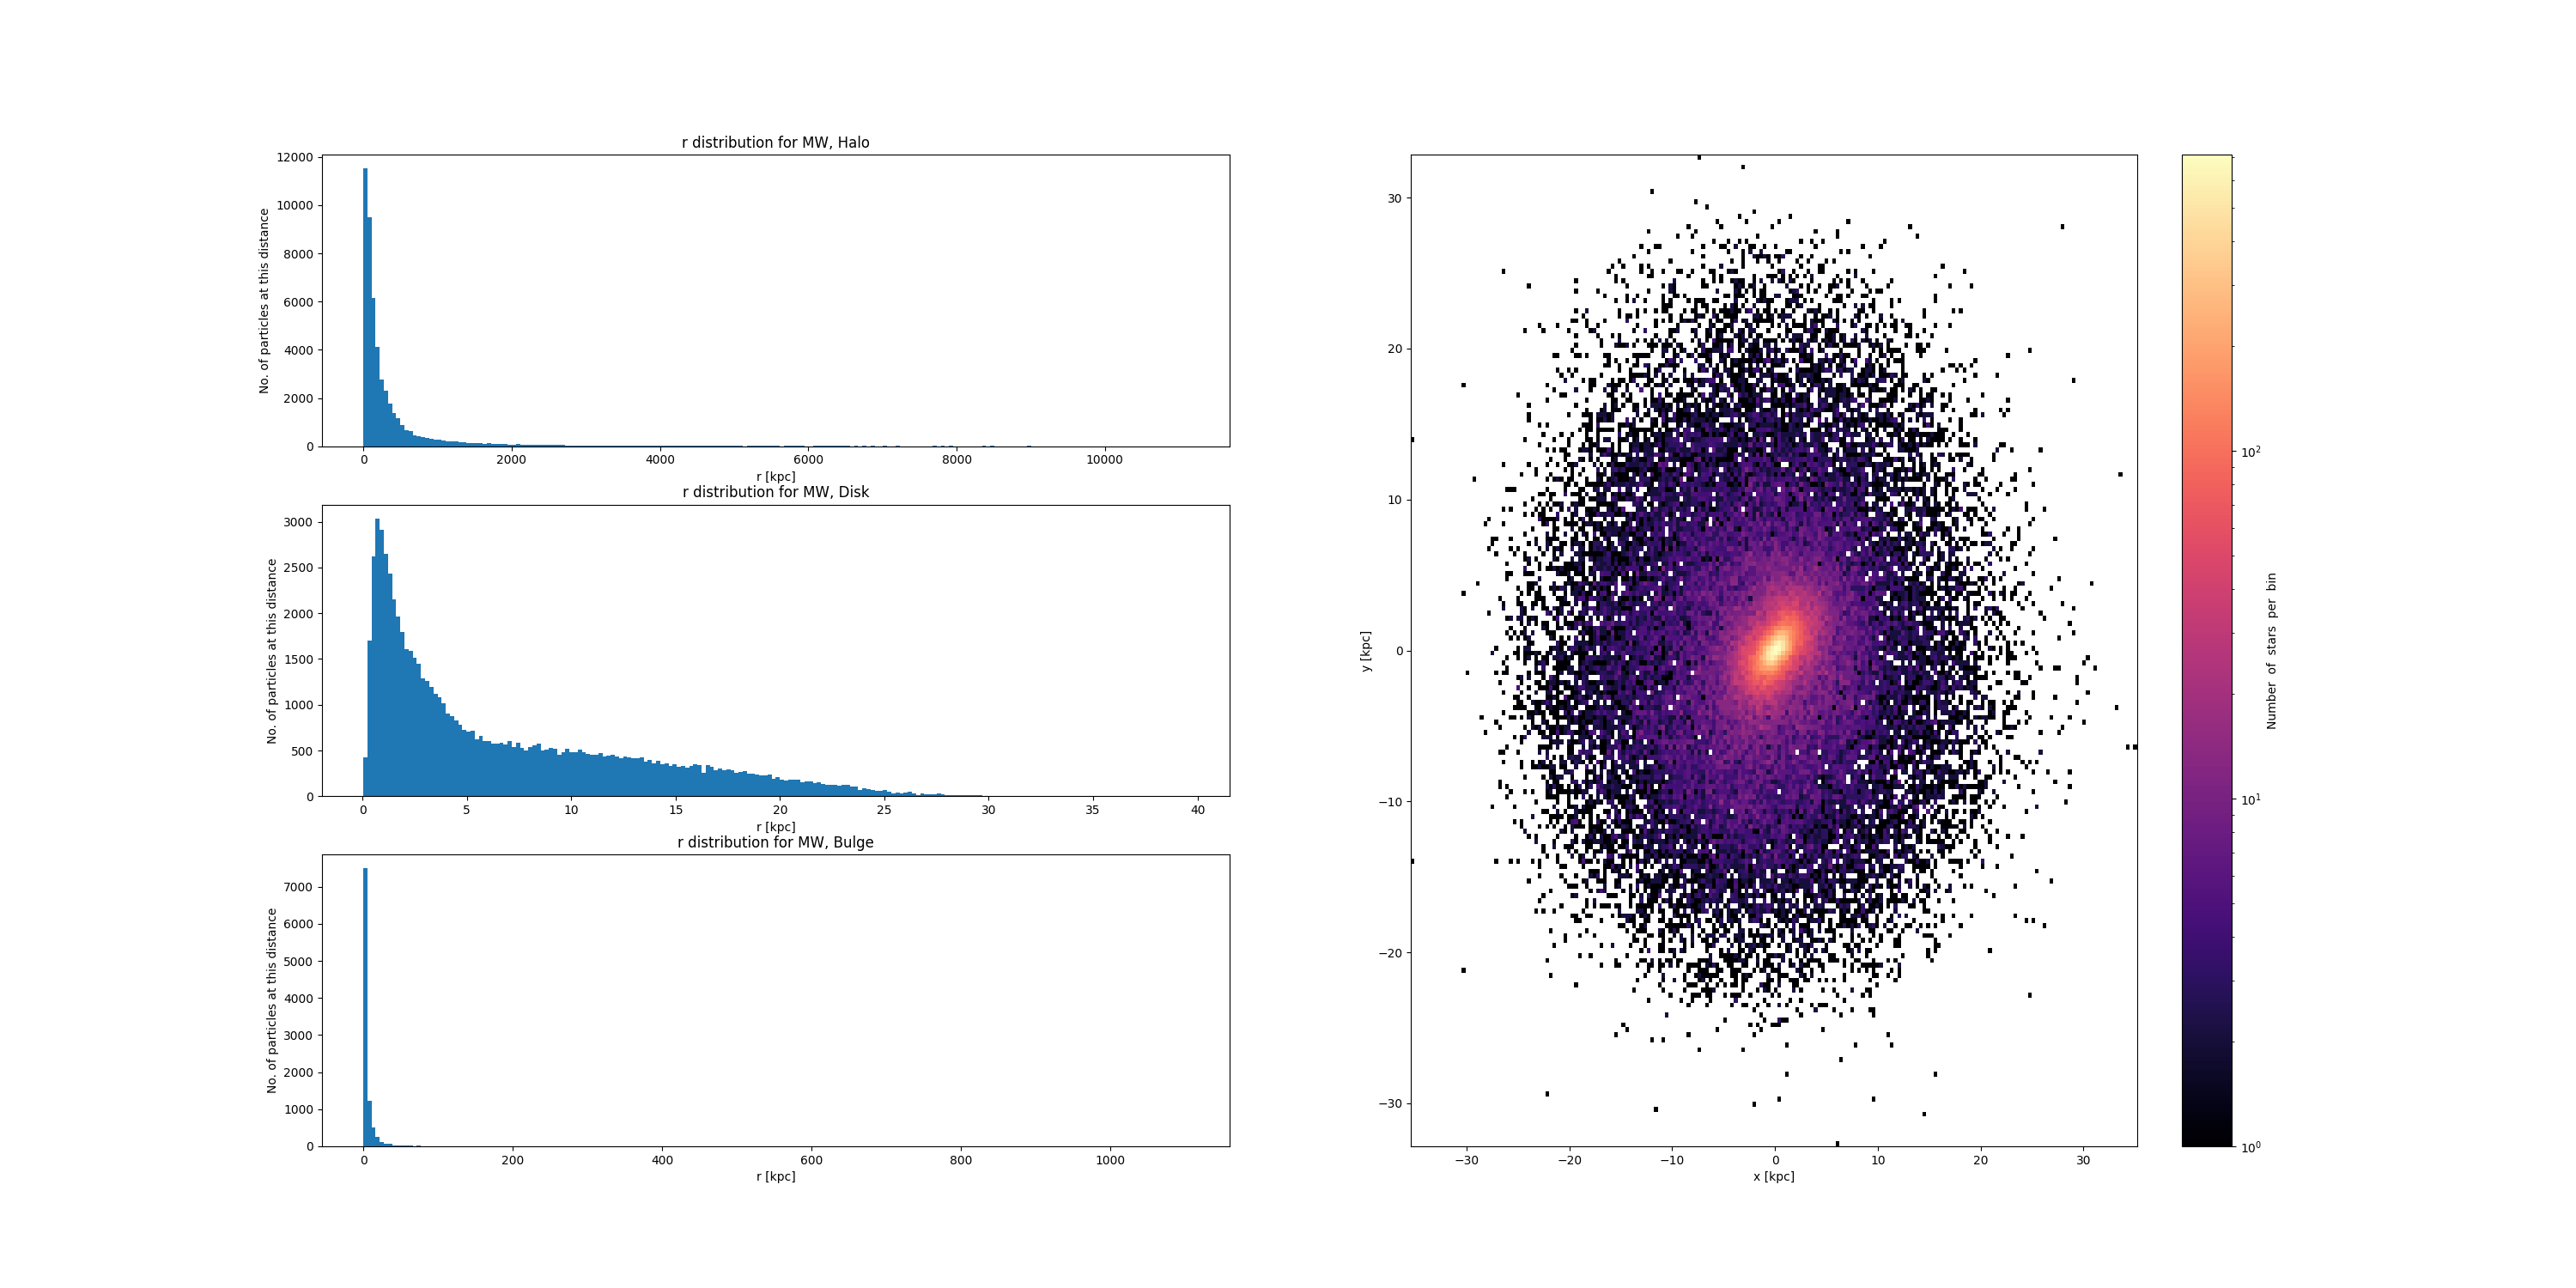 r distribution for MW, Halo
No. of particles at this distance
12000
10000
8000
6000
4000
2000
0
0 2000 4000 6000 8000 10000
r [kpc]
r distribution for MW, Disk
No. of particles at this distance
3000
2500
2000
1500
1000
500
0
0 5 10 15 20 25 30 35 40
r [kpc]
r distribution for MW, Bulge
No. of particles at this distance
7000
6000
5000
4000
3000
2000
1000
0
0 200 400 600 800 1000
r [kpc]
y [kpc]
30
20
10
0
−10
−20
−30
−30 −20 −10 0 10 20 30
x [kpc]
10²
10¹
10⁰
Number of stars per bin